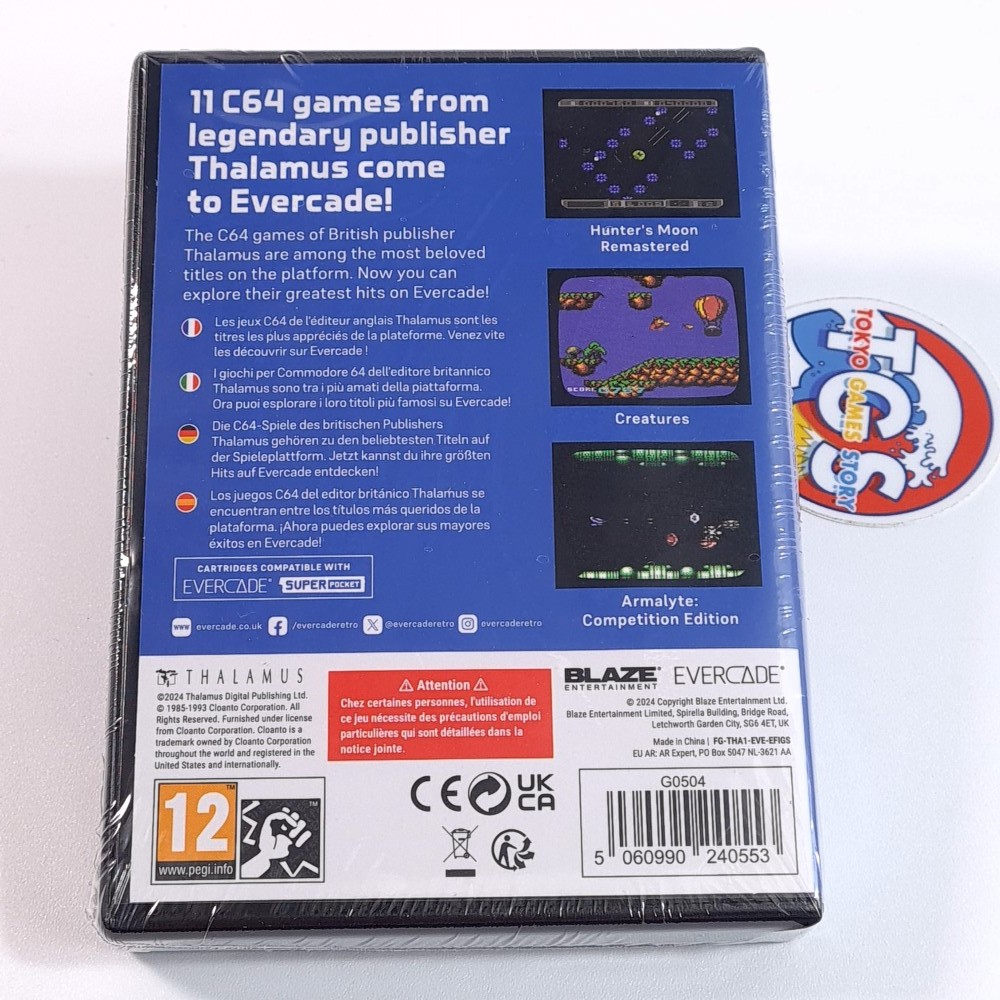 11 C64 games from
legendary publisher
Thalamus come
to Evercade!
The C64 games of British publisher
Thalamus are among the most beloved
titles on the platform. Now you can
explore their greatest hits on Evercade!
Les jeux C64 de l'éditeur anglais Thalamus sont les
titres les plus appréciés de la plateforme. Venez vite
les découvrir sur Evercade !
I giochi per Commodore 64 dell'editore britannico
Thalamus sono tra i più amati della piattaforma.
Ora puoi esplorare i loro titoli più famosi su Evercade!
Die C64-Spiele des britischen Publishers
Thalamus gehören zu den beliebtesten Titeln auf
der Spieleplattform. Jetzt kannst du ihre größten
Hits auf Evercade entdecken!
Los juegos C64 del editor británico Thalamus se
encuentran entre los títulos más queridos de la
plataforma. ¡Ahora puedes explorar sus mayores
éxitos en Evercade!
CARTRIDGES COMPATIBLE WITH
EVERCADE SUPER POCKET
www evercade.co.uk /evercaderetro @evercaderetro evercaderetro
Hunter's Moon
Remastered
SCORE
Creatures
Armalyte:
Competition Edition
TOKYO GAMES STORY
TGS
THALAMUS
©2024 Thalamus Digital Publishing Ltd.
© 1985-1993 Cloanto Corporation. All
Rights Reserved. Furnished under license
from Cloanto Corporation. Cloanto is a
trademark owned by Cloanto Corporation
throughout the world and registered in the
United States and internationally.
⚠ Attention ⚠
Chez certaines personnes, l'utilisation de
ce jeu nécessite des précautions d'emploi
particulières qui sont détaillées dans la
notice jointe.
BLAZE ENTERTAINMENT EVERCADE
© 2024 Copyright Blaze Entertainment Ltd.
Blaze Entertainment Limited, Spirella Building, Bridge Road,
Letchworth Garden City, SG6 4ET, UK
Made in China | FG-THA1-EVE-EFIGS
EU AR: AR Expert, PO Box 5047 NL-3621 AA
12
www.pegi.info
CE UK
CA
G0504
5 060990 240553